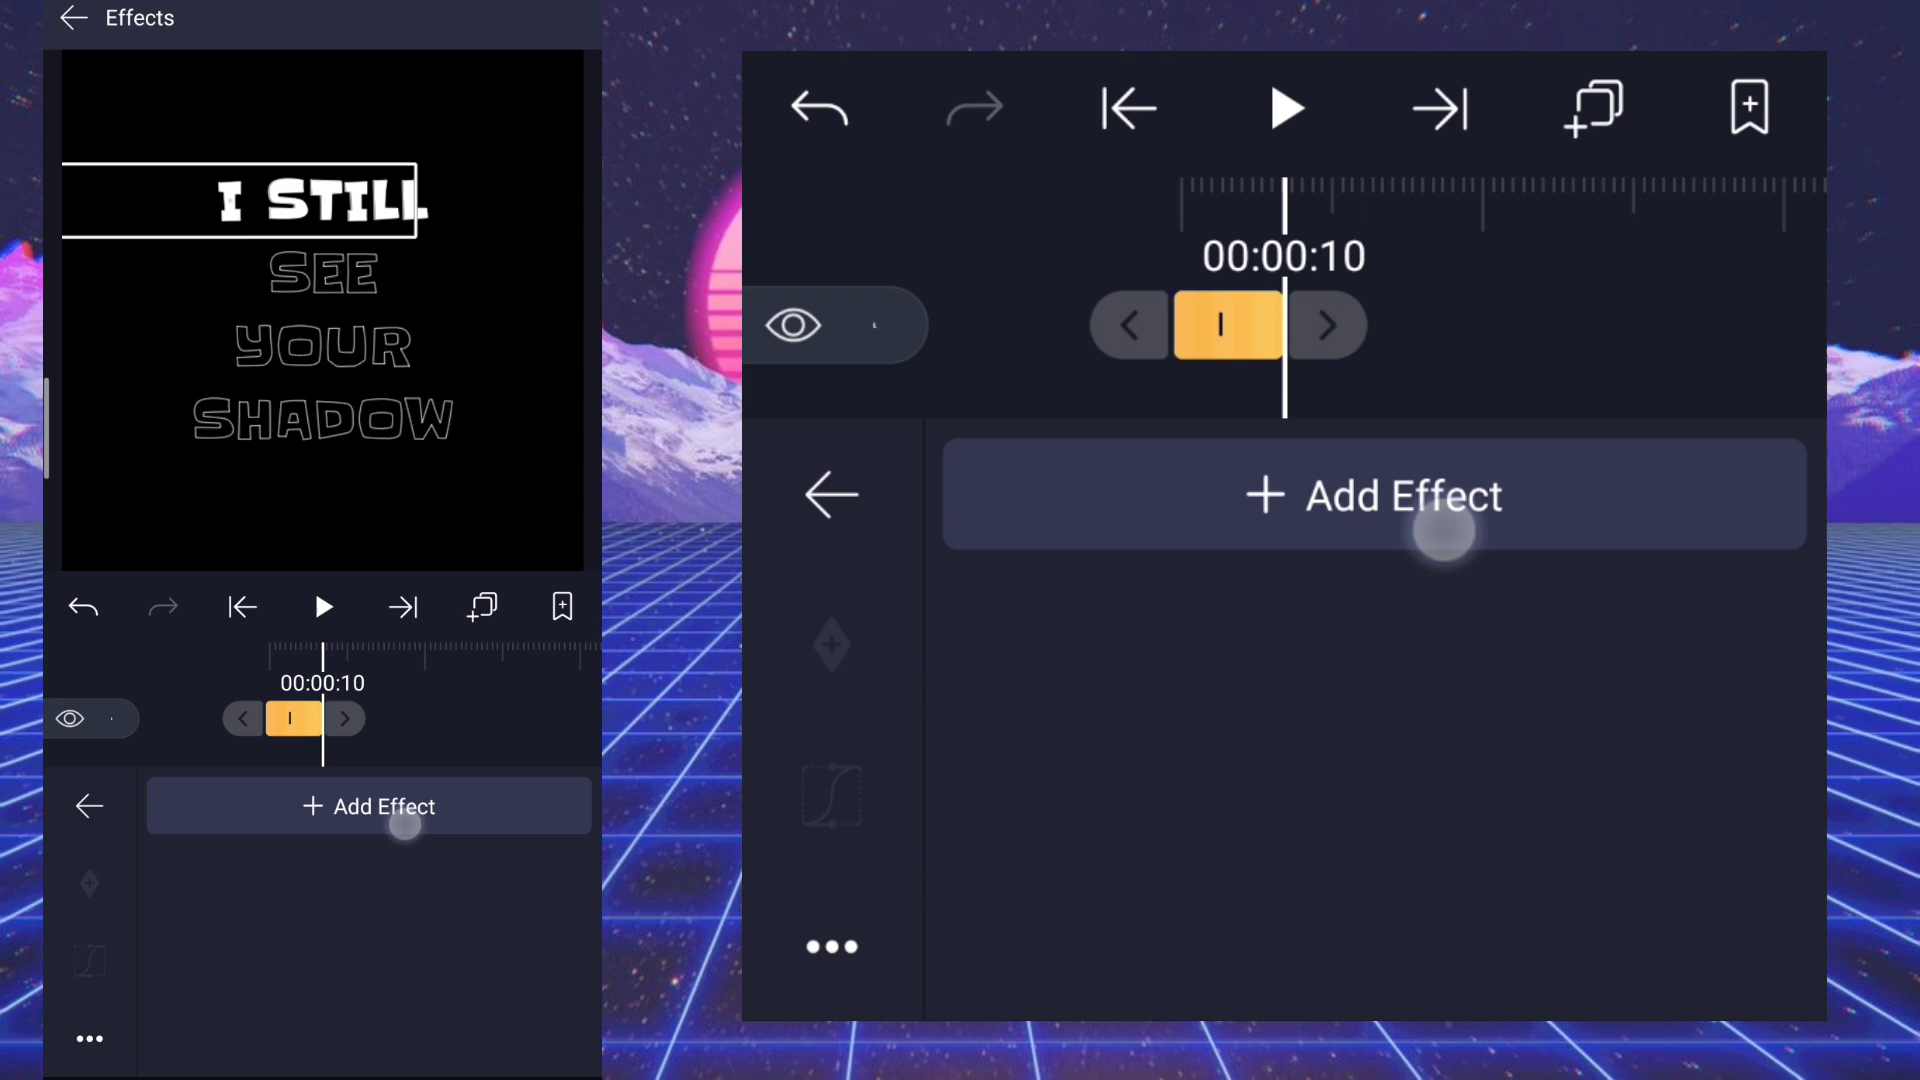 Effects
I STILL
SEE
YOUR
SHADOW
00:00:10
I
Add Effect
00:00:10
I
Add Effect